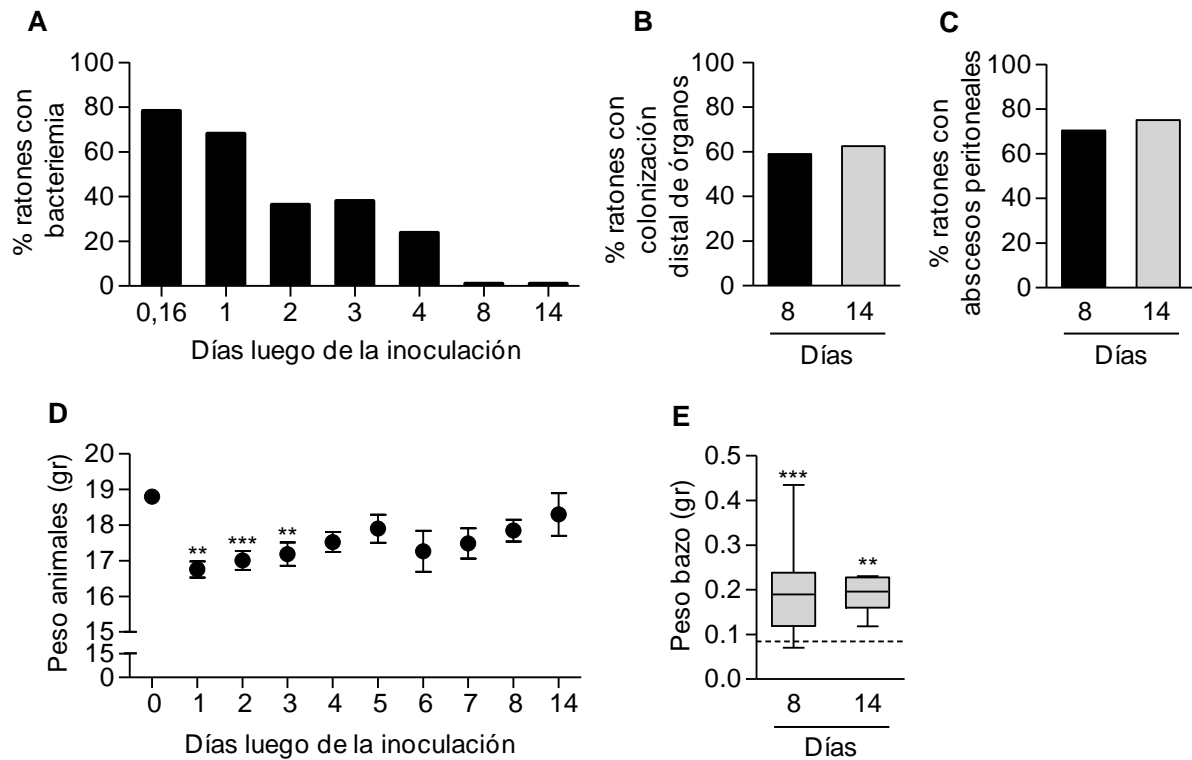 A
% ratones con
bacteriemia
100
80
60
40
20
0
0,16 1 2 3 4 8 14
Días luego de la inoculación
B
% ratones con
colonización
distal de órganos
100
80
60
40
20
0
8 14
Días
C
% ratones con
abscesos peritoneales
100
80
60
40
20
0
8 14
Días
D
Peso animales (gr)
20
19
18
17
16
15
15
0
** *** **
0 1 2 3 4 5 6 7 8 14
Días luego de la inoculación
E
Peso bazo (gr)
0.5
0.4
0.3
0.2
0.1
0.0
***
**
8 14
Días